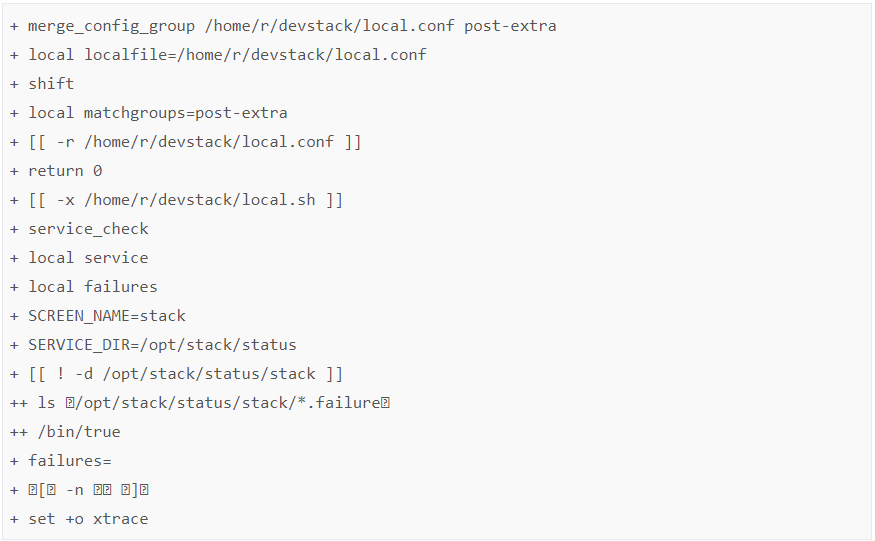 + merge_config_group /home/r/devstack/local.conf post-extra
+ local localfile=/home/r/devstack/local.conf
+ shift
+ local matchgroups=post-extra
+ [[ -r /home/r/devstack/local.conf ]]
+ return 0
+ [[ -x /home/r/devstack/local.sh ]]
+ service_check
+ local service
+ local failures
+ SCREEN_NAME=stack
+ SERVICE_DIR=/opt/stack/status
+ [[ ! -d /opt/stack/status/stack ]]
++ ls /opt/stack/status/stack/*.failure
++ /bin/true
+ failures=
+ [ -n ]
+ set +o xtrace